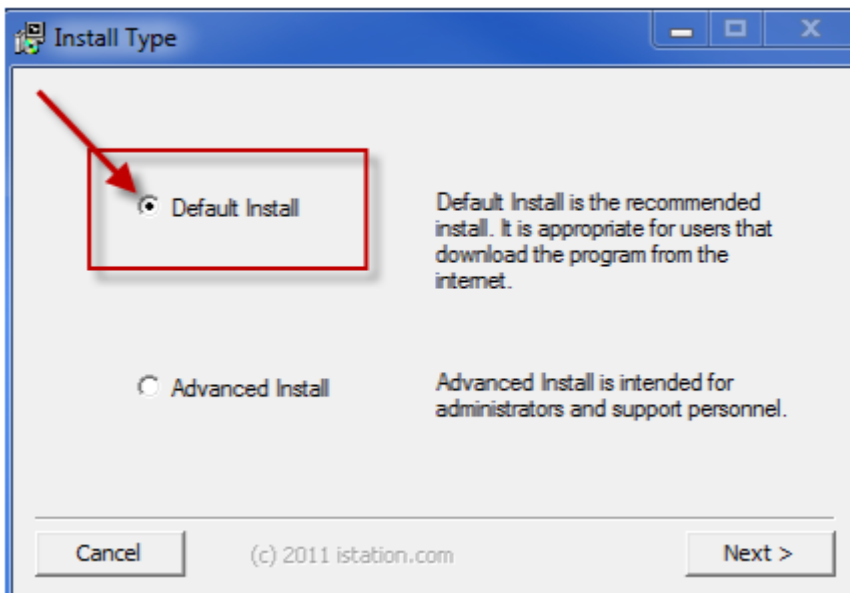 Install Type
Default Install
Default Install is the recommended
install. It is appropriate for users that
download the program from the
internet.
Advanced Install
Advanced Install is intended for
administrators and support personnel.
Cancel
(c) 2011 istation.com
Next >